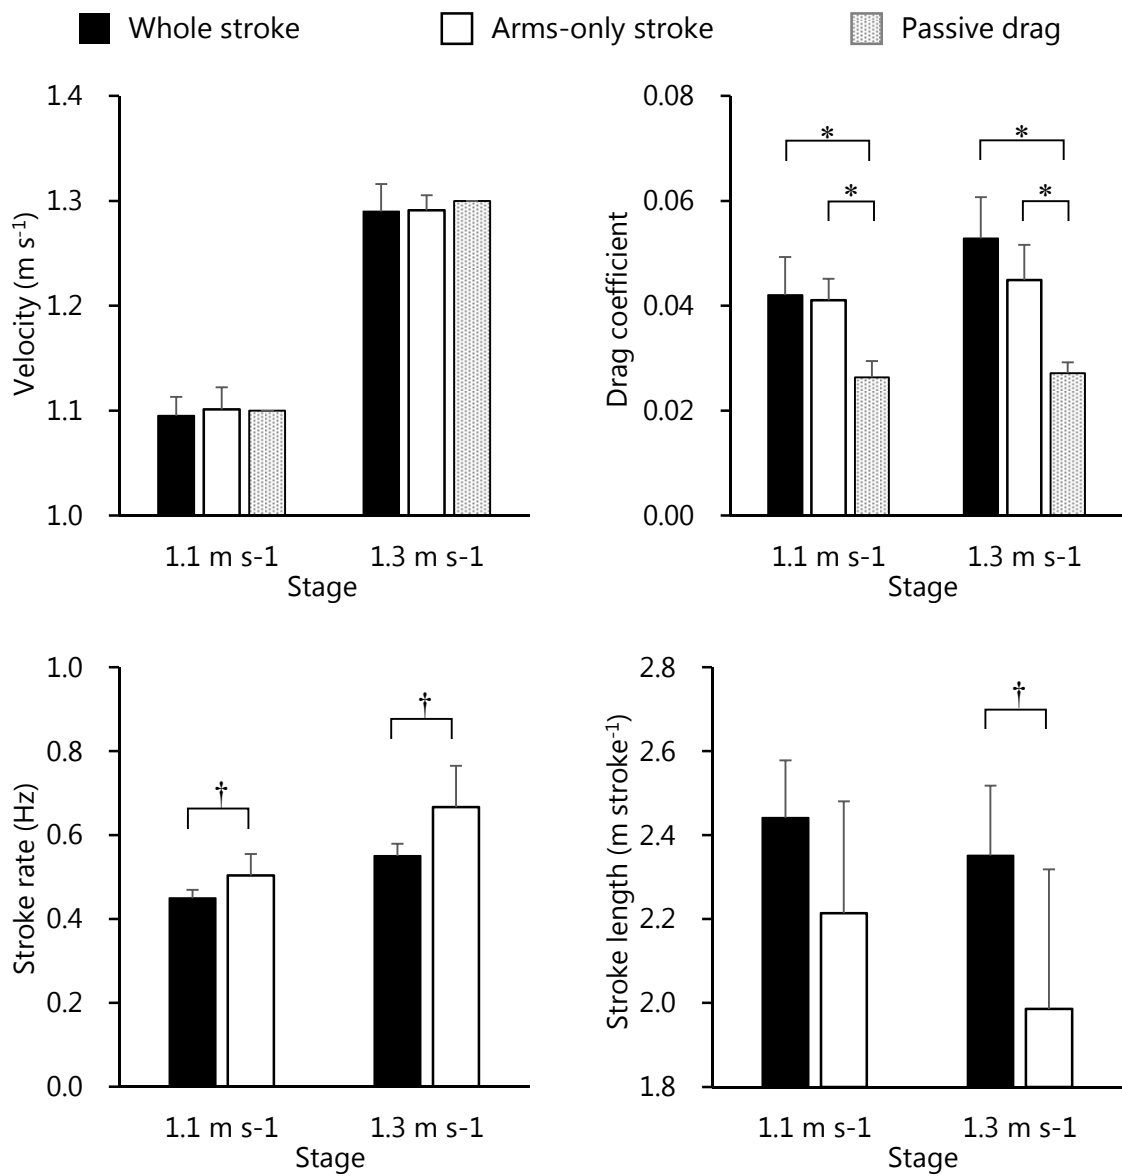 Whole stroke Arms-only stroke Passive drag
Velocity (m s-1)
1.4
1.3
1.2
1.1
1.0
1.1 m s-1 1.3 m s-1
Stage
Drag coefficient
0.08
0.06
0.04
0.02
0.00
* *
* *
1.1 m s-1 1.3 m s-1
Stage
Stroke rate (Hz)
1.0
0.8
0.6
0.4
0.2
0.0
† †
1.1 m s-1 1.3 m s-1
Stage
Stroke length (m stroke-1)
2.8
2.6
2.4
2.2
2.0
1.8
†
1.1 m s-1 1.3 m s-1
Stage